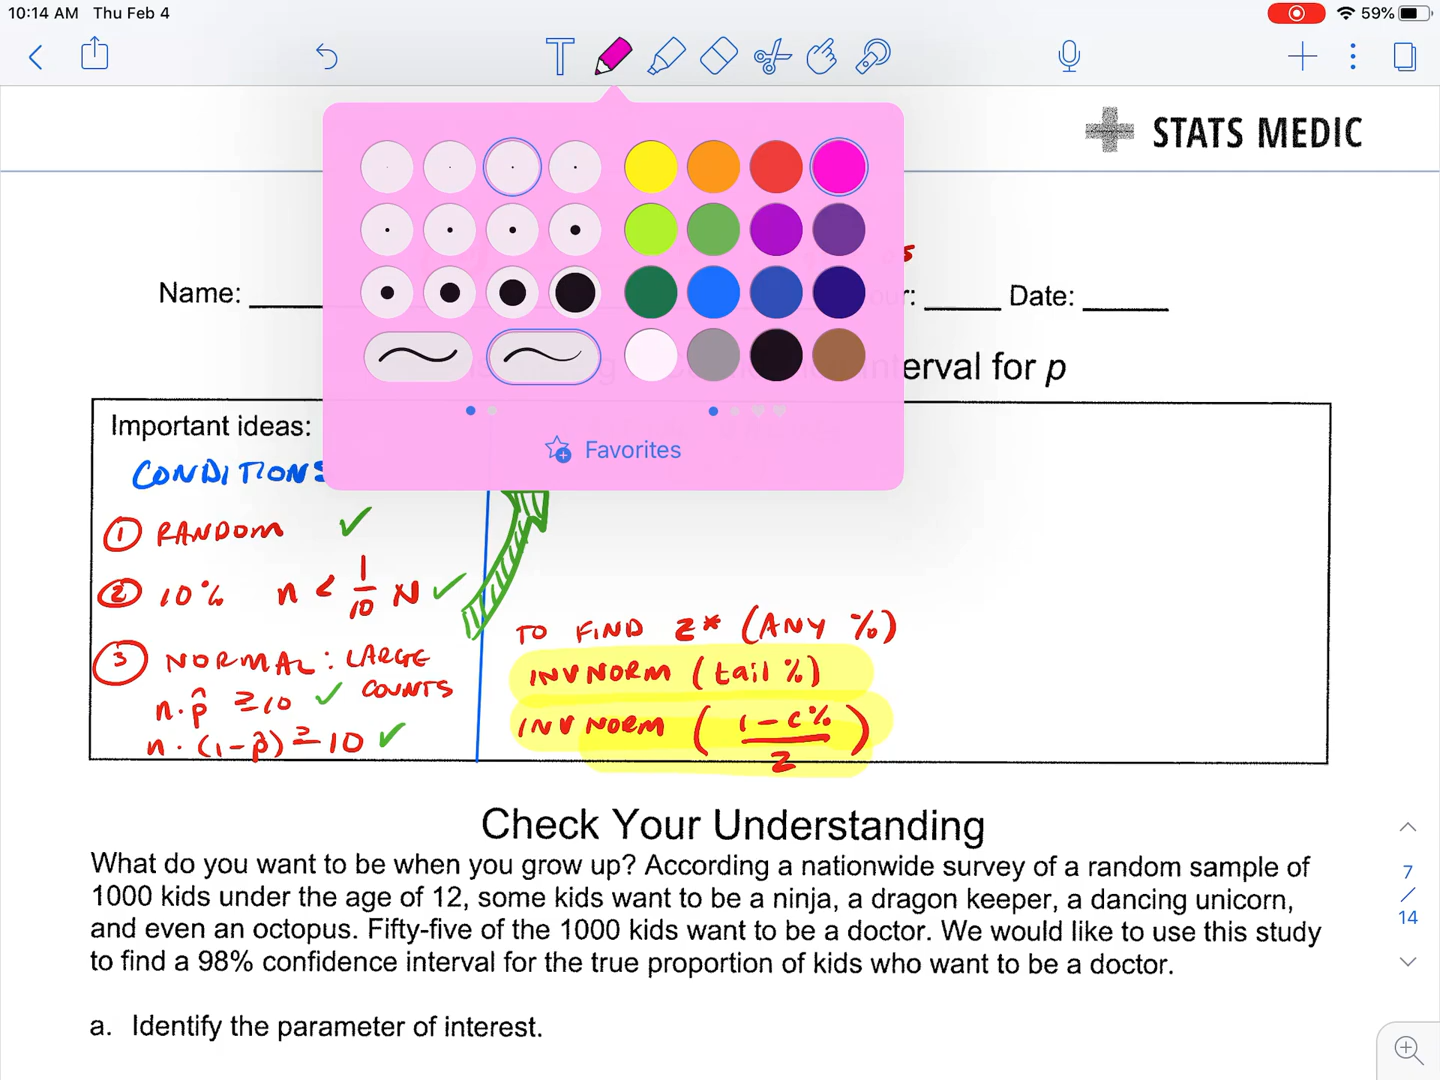 10:14 AM Thu Feb 4
59%
STATS MEDIC
Name: Date:
erval for p
Important ideas:
CONDITIONS
① RANDOM ✓
② 10% n < 1/10 N ✓
③ NORMAL: LARGE
COUNTS
n·p̂ ≥10 ✓
n·(1-p̂) ≥ 10 ✓
TO FIND Z* (ANY %)
INVNORM (tail %)
INVNORM ( 1-C% / 2 )
Favorites
Check Your Understanding
What do you want to be when you grow up? According a nationwide survey of a random sample of
1000 kids under the age of 12, some kids want to be a ninja, a dragon keeper, a dancing unicorn,
and even an octopus. Fifty-five of the 1000 kids want to be a doctor. We would like to use this study
to find a 98% confidence interval for the true proportion of kids who want to be a doctor.
a. Identify the parameter of interest.
7
/
14